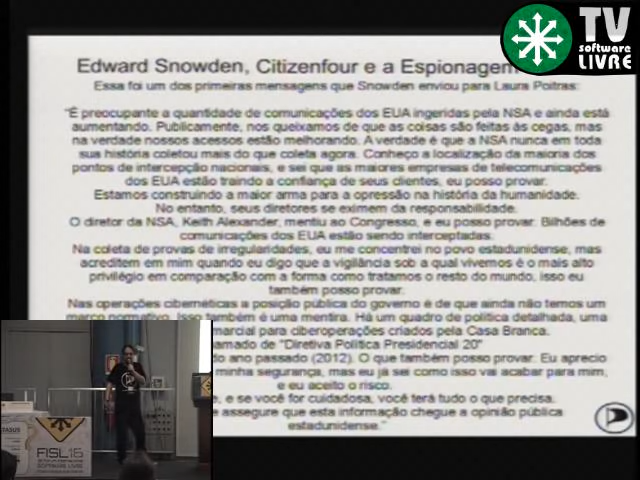 TV
software
LIVRE
Edward Snowden, Citizenfour e a Espionagem
Essa foi um dos primeiras mensagens que Snowden enviou para Laura Poitras:
"É preocupante a quantidade de comunicações dos EUA ingeridas pela NSA e ainda está
aumentando. Publicamente, nos queixamos de que as coisas são feitas às cegas, mas
na verdade nossos acessos estão melhorando. A verdade é que a NSA nunca em toda
sua história coletou mais do que coleta agora. Conheço a localização da maioria dos
pontos de intercepção nacionais, e sei que as maiores empresas de telecomunicações
dos EUA estão traindo a confiança de seus clientes, eu posso provar.
Estamos construindo a maior arma para a opressão na história da humanidade.
No entanto, seus diretores se eximem da responsabilidade.
O diretor da NSA, Keith Alexander, mentiu ao Congresso, e eu posso provar. Bilhões de
comunicações dos EUA estão sendo interceptadas.
Na coleta de provas de irregularidades, eu me concentrei no povo estadunidense, mas
acreditem em mim quando eu digo que a vigilância sob a qual vivemos é o mais alto
privilégio em comparação com a forma como tratamos o resto do mundo, isso eu
também posso provar.
Nas operações cibernéticas a posição pública do governo é de que ainda não temos um
marco normativo. Isso também é uma mentira. Há um quadro de política detalhada, uma
marcial para ciberoperações criados pela Casa Branca.
amado de "Diretiva Política Presidencial 20"
do ano passado (2012). O que também posso provar. Eu aprecio
minha segurança, mas eu já sei como isso vai acabar para mim,
e eu aceito o risco.
e, e se você for cuidadosa, você terá tudo o que precisa.
e assegure que esta informação chegue a opinião pública
estadunidense."
FISL16